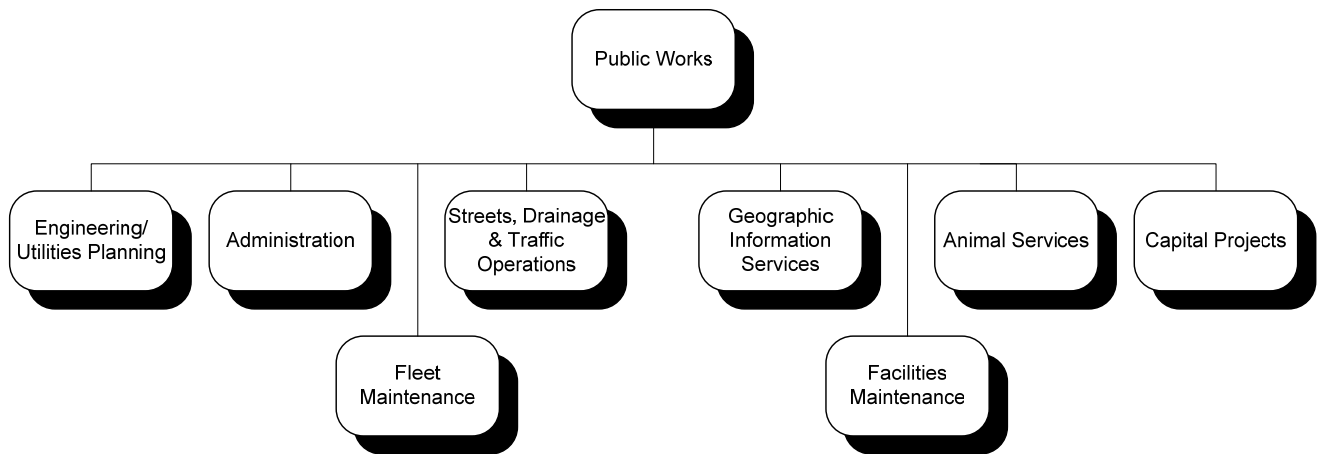 Public Works
Engineering/
Utilities Planning
Administration
Streets, Drainage
& Traffic
Operations
Geographic
Information
Services
Animal Services
Capital Projects
Fleet
Maintenance
Facilities
Maintenance